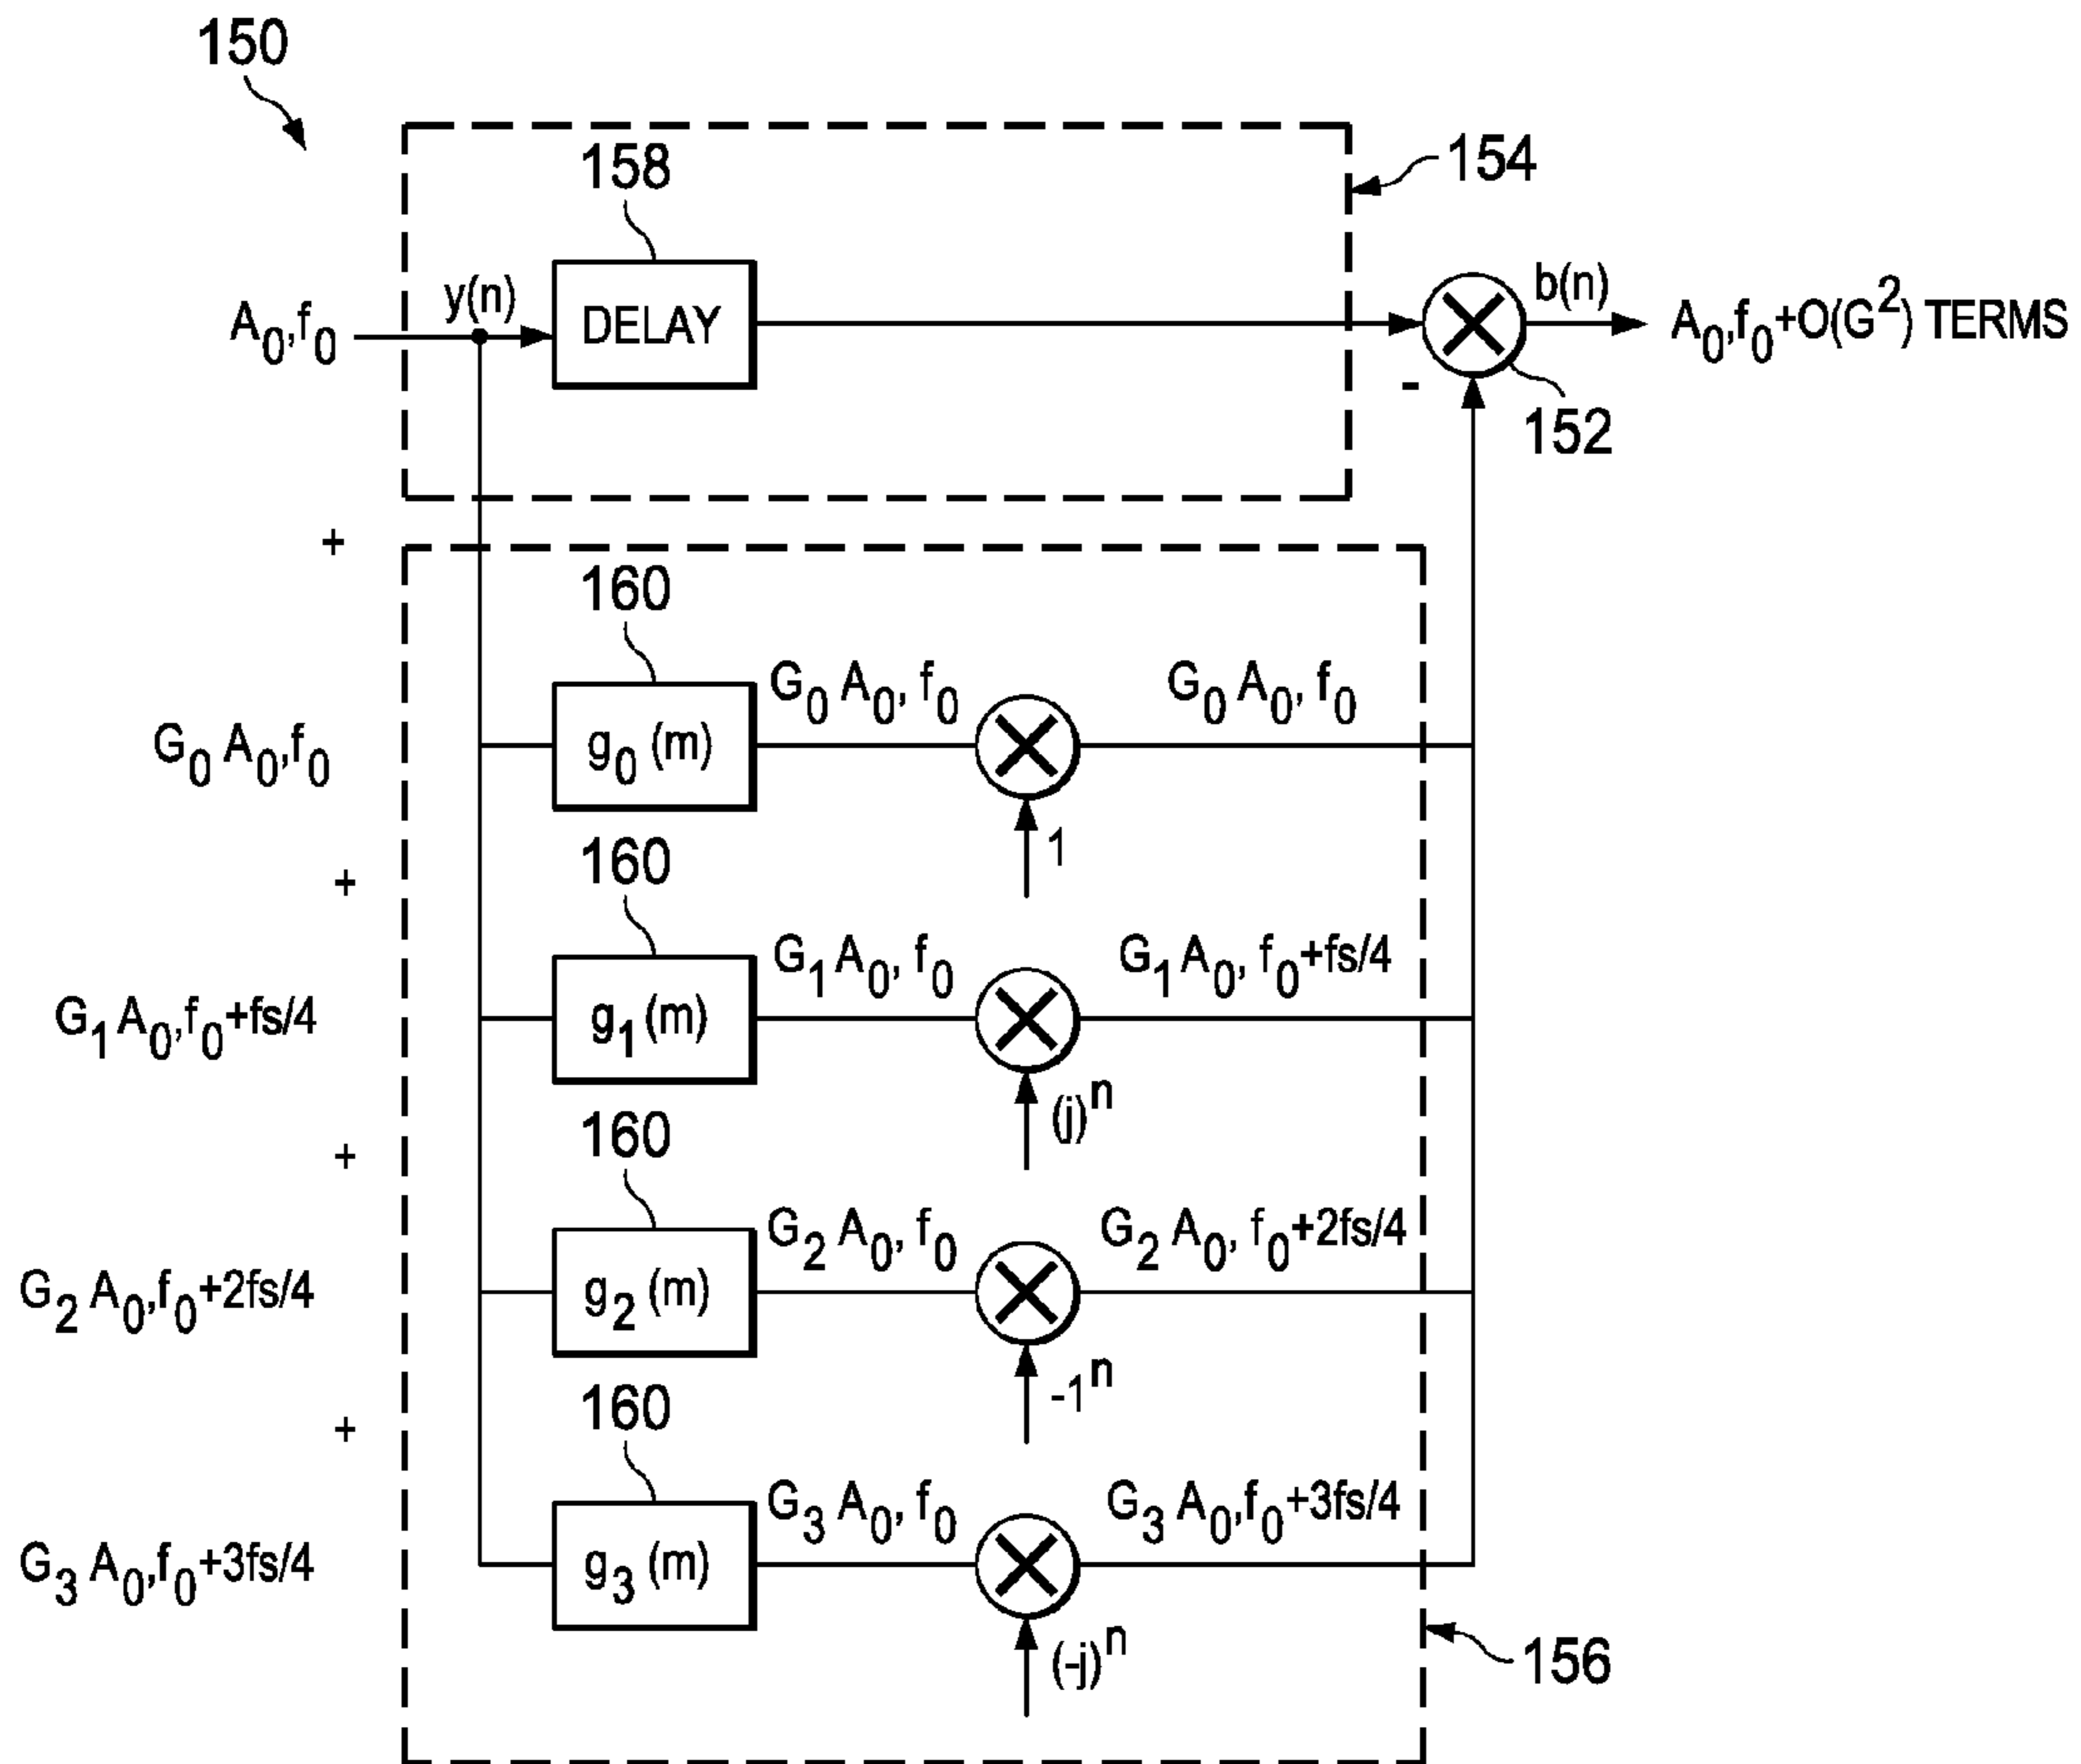 150
158
154
A0,f0
y(n)
DELAY
b(n)
A0,f0+O(G²) TERMS
-
152
+
160
G0 A0,f0
g0 (m)
G0 A0, f0
G0 A0, f0
1
+
160
G1 A0,f0+fs/4
g1 (m)
G1 A0, f0
G1 A0, f0+fs/4
(j)^n
+
160
G2 A0,f0+2fs/4
g2 (m)
G2 A0, f0
G2 A0, f0+2fs/4
-1^n
+
160
G3 A0,f0+3fs/4
g3 (m)
G3 A0, f0
G3 A0,f0+3fs/4
(-j)^n
156